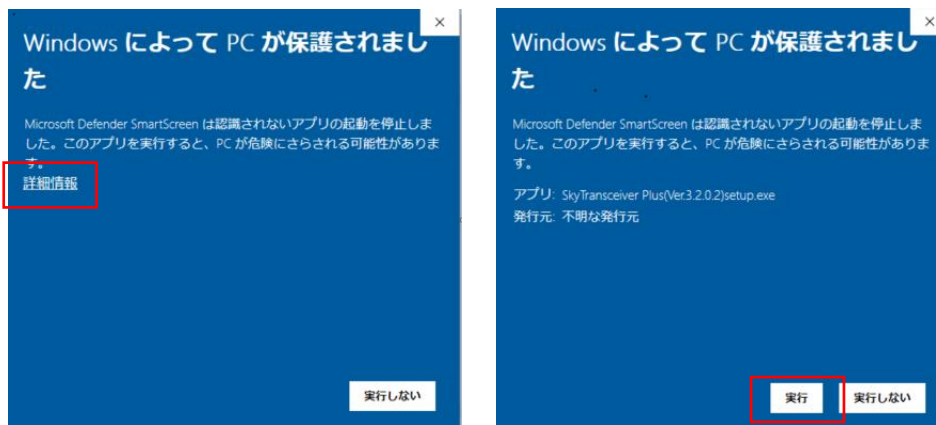 Windows によって PC が保護されまし
た
Microsoft Defender SmartScreen は認識されないアプリの起動を停止しま
した。このアプリを実行すると、PC が危険にさらされる可能性がありま
す。
詳細情報
実行しない
Windows によって PC が保護されまし
た
Microsoft Defender SmartScreen は認識されないアプリの起動を停止しま
した。このアプリを実行すると、PC が危険にさらされる可能性がありま
す。
アプリ: SkyTransceiver Plus(Ver.3.2.0.2)setup.exe
発行元: 不明な発行元
実行 実行しない